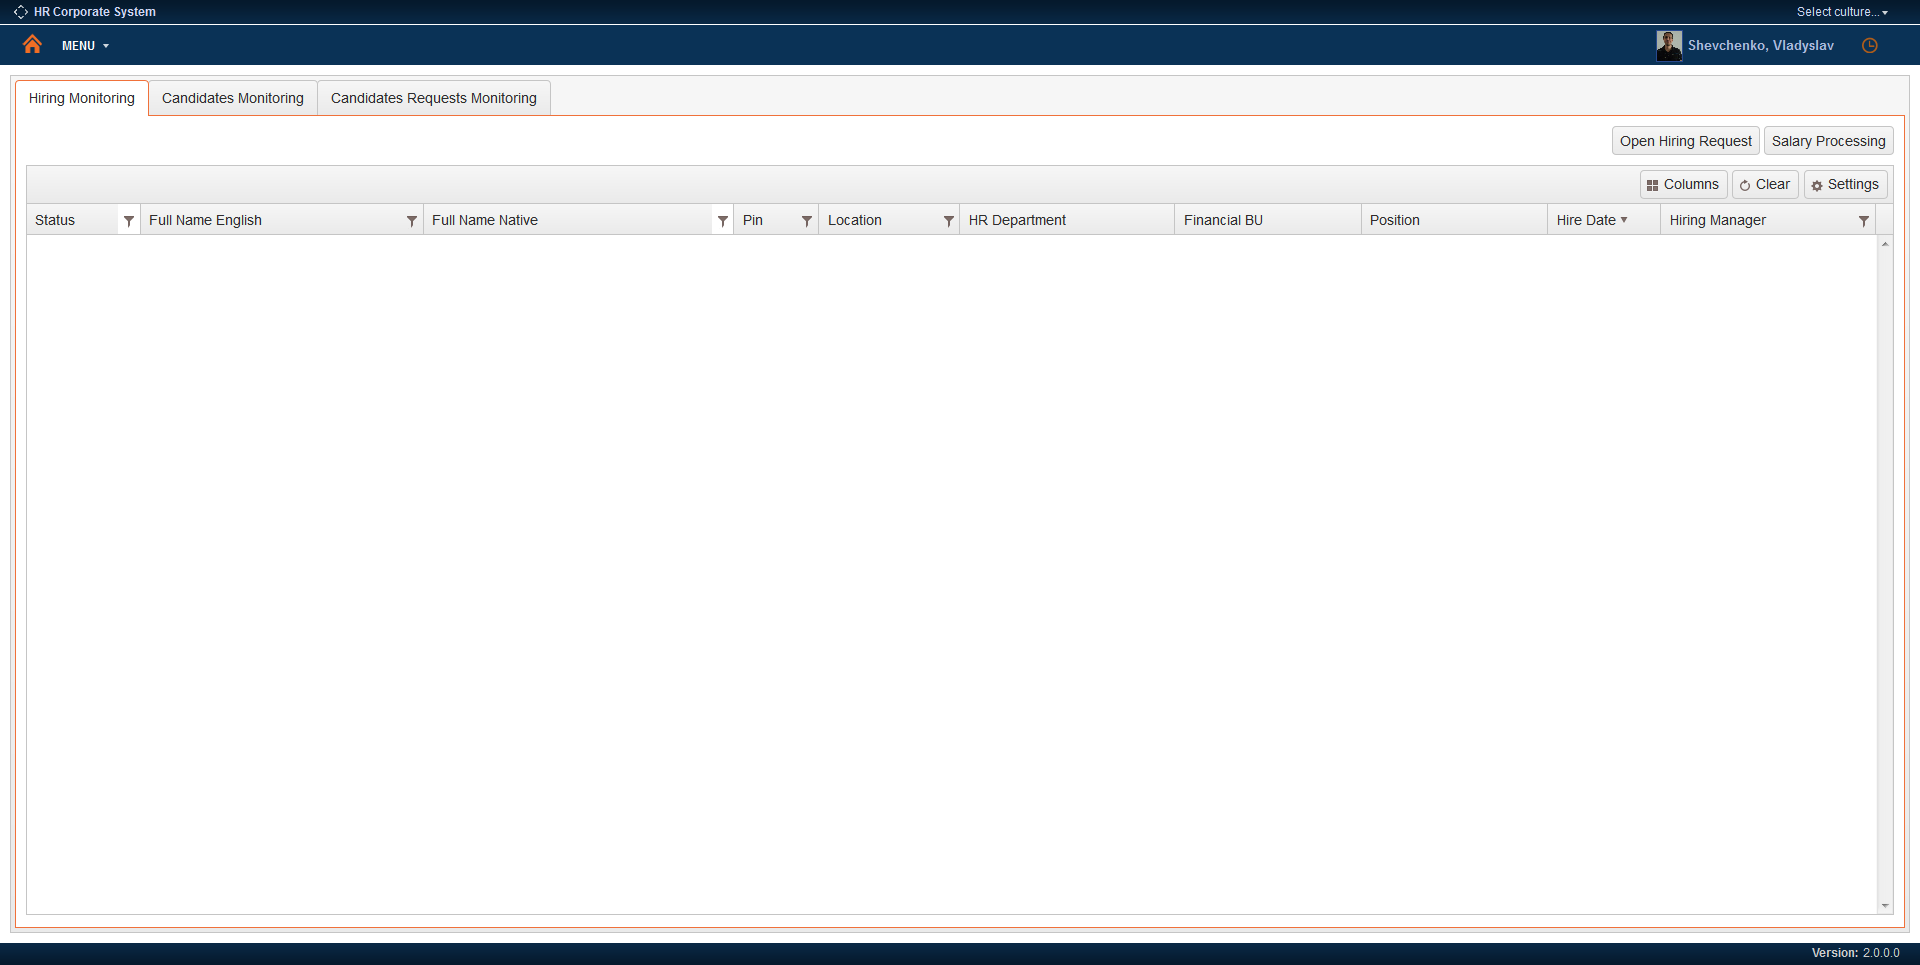 HR Corporate System
Select culture...
MENU
Shevchenko, Vladyslav
Hiring Monitoring
Candidates Monitoring
Candidates Requests Monitoring
Open Hiring Request
Salary Processing
Columns
Clear
Settings
Status
Full Name English
Full Name Native
Pin
Location
HR Department
Financial BU
Position
Hire Date
Hiring Manager
Version: 2.0.0.0